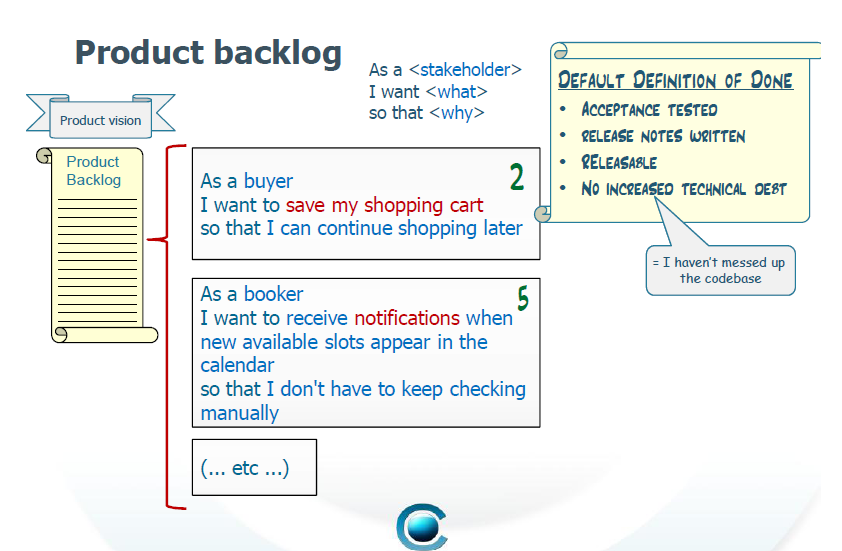 Product backlog
As a <stakeholder>
I want <what>
so that <why>
Product vision
Product
Backlog
As a buyer
2
I want to save my shopping cart
so that I can continue shopping later
As a booker
5
I want to receive notifications when
new available slots appear in the
calendar
so that I don't have to keep checking
manually
(... etc ...)
Default Definition of Done
• Acceptance tested
• release notes written
• REleasable
• No increased technical debt
= I haven't messed up
the codebase